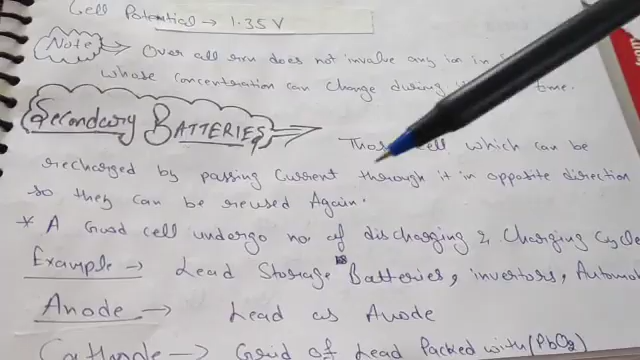 Cell Potential → 1.35 V
Note ⇒ Over all rxn does not involve any ion in
whose concentration can change during time.
Secondary BATTERIES ⇒ Those cell which can be
recharged by passing Current through it in opposite direction
so they can be reused Again.
* A Good cell undergo no. of discharging & Charging Cycle
Example → Lead Storage Batteries, invertors, Automo
Anode → Lead as Anode
Cathode → Grid of Lead Packed with (PbO2)